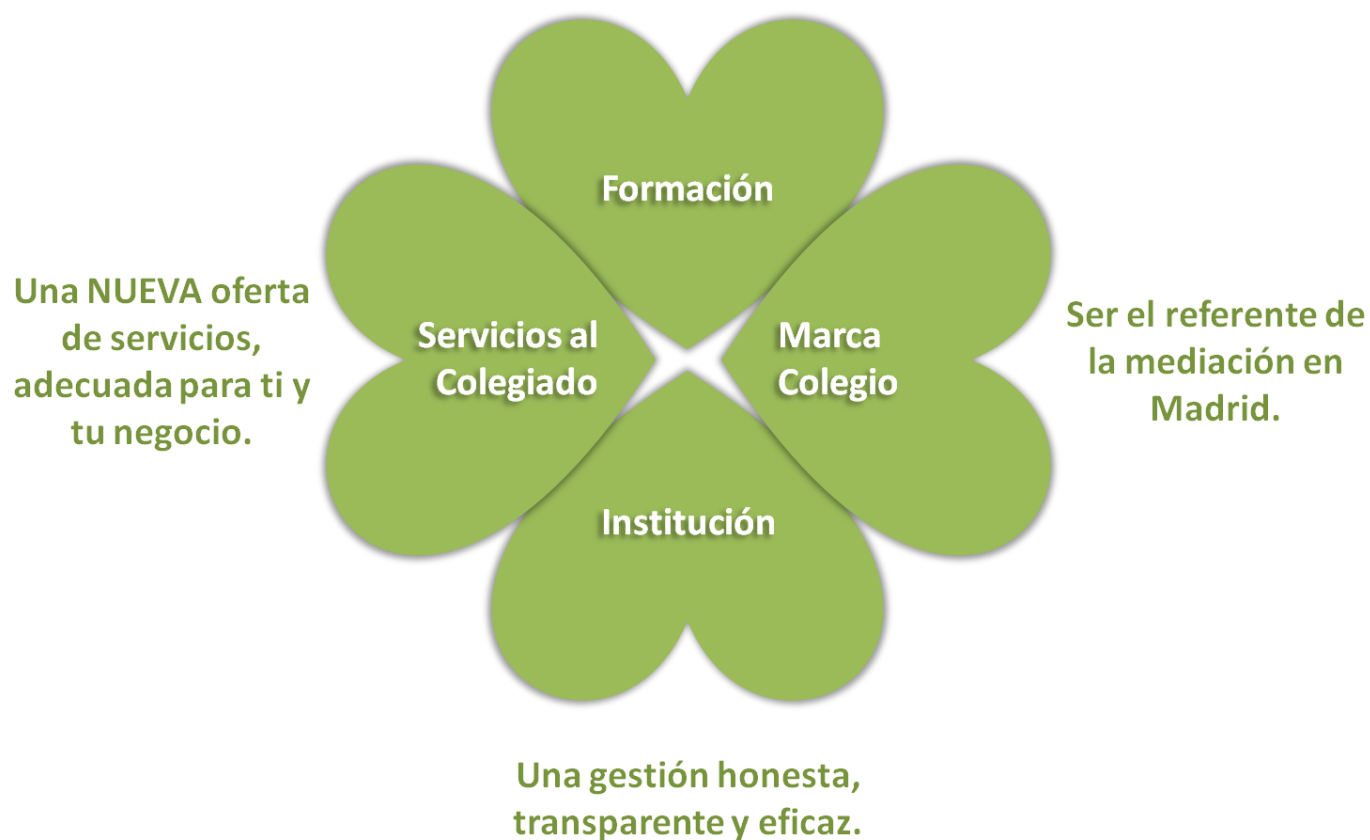 Formación
Una NUEVA oferta
de servicios,
adecuada para ti y
tu negocio.
Servicios al
Colegiado
Marca
Colegio
Ser el referente de
la mediación en
Madrid.
Institución
Una gestión honesta,
transparente y eficaz.